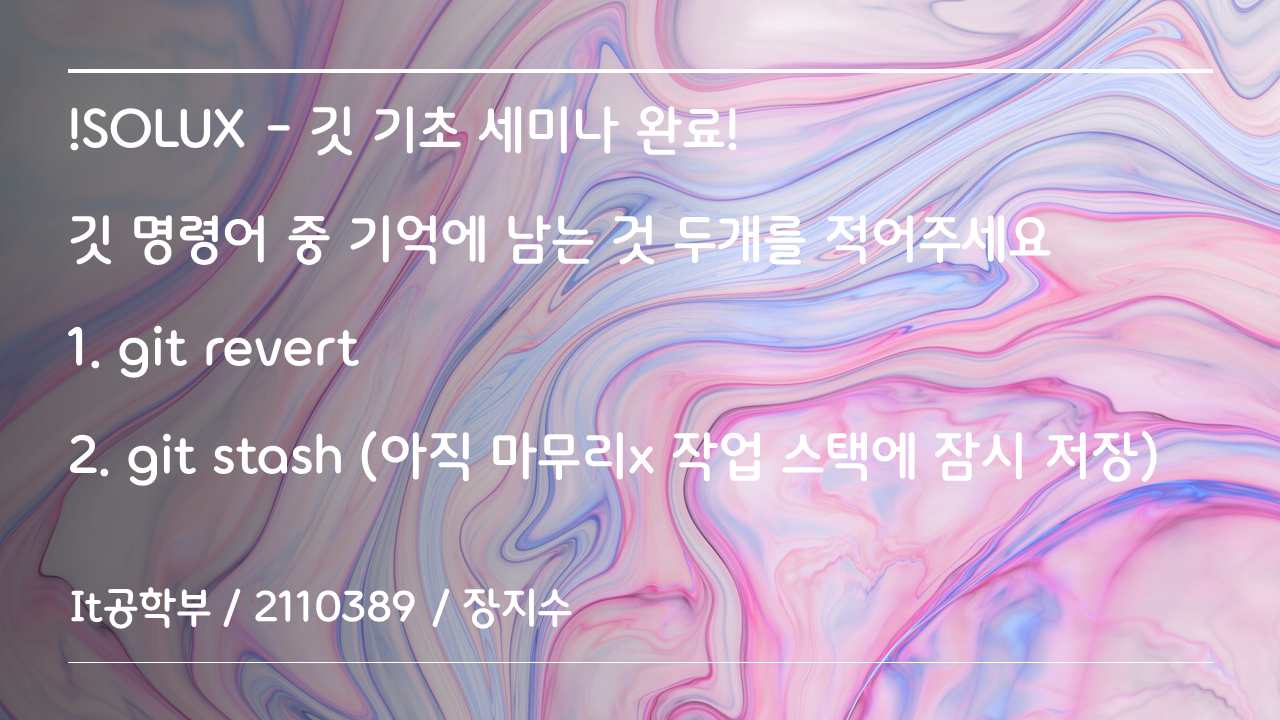 !SOLUX - 깃 기초 세미나 완료!
깃 명령어 중 기억에 남는 것 두개를 적어주세요
1. git revert
2. git stash (아직 마무리x 작업 스택에 잠시 저장)
It공학부 / 2110389 / 장지수